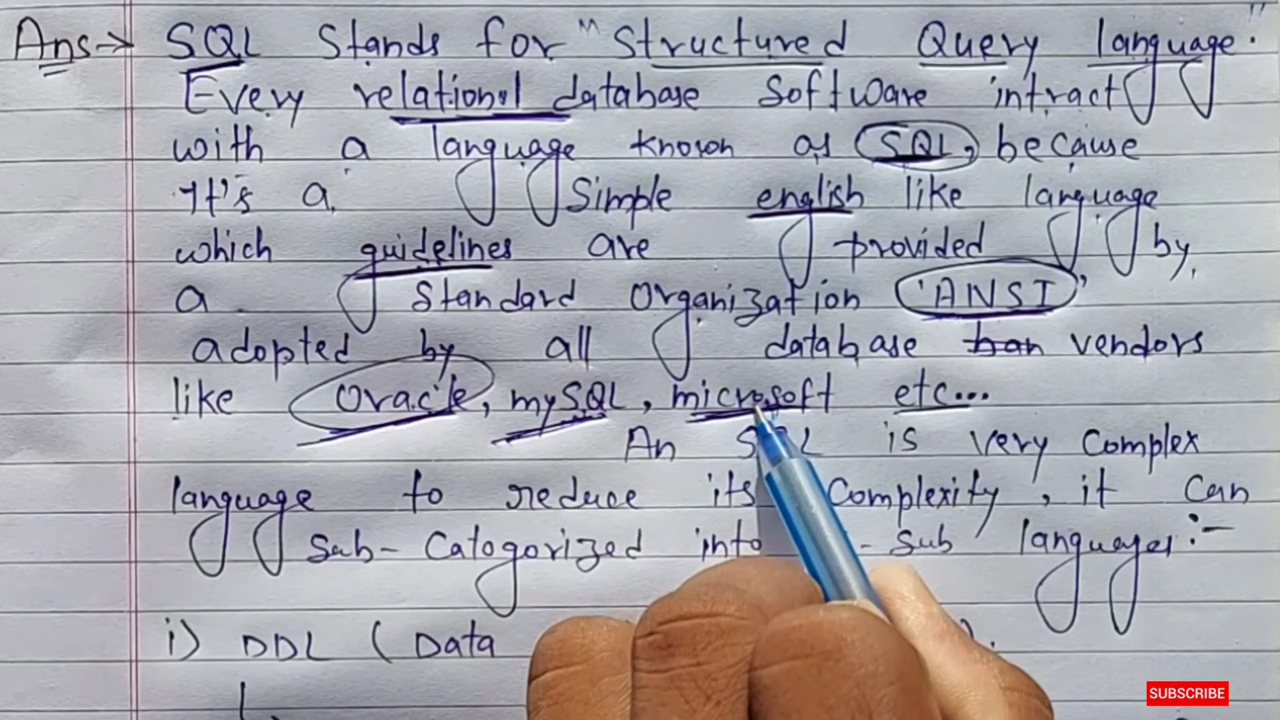 Ans→ SQL Stands for "Structured Query language."
Every relational database Software intract
with a language known as SQL, because
It's a Simple english like language
which guidelines are provided by,
a Standard Organization 'ANSI'
adopted by all database ban vendors
like Oracle, mySQL, microsoft etc...
An SQL is very Complex
language to reduce its Complexity, it Can
Sub-Catogorized into - sub languages:-
i) DDL (Data
SUBSCRIBE